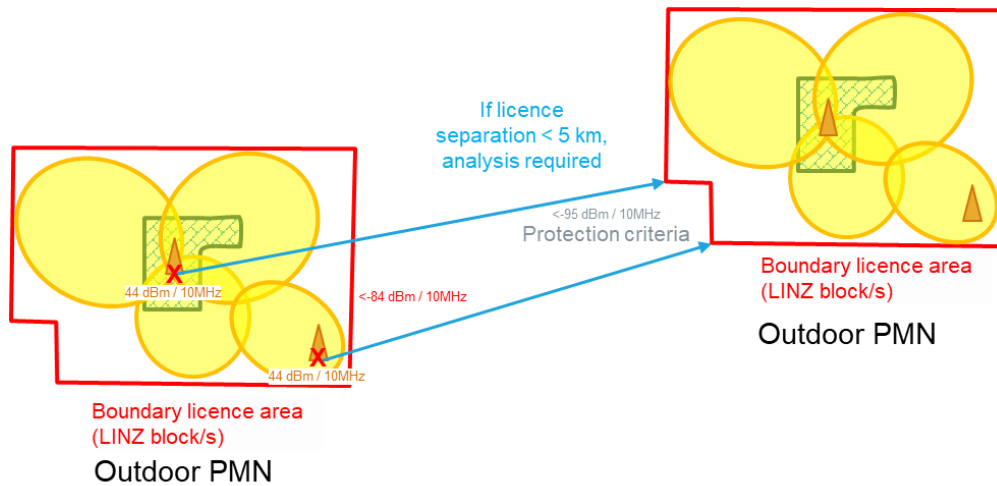 If licence
separation < 5 km,
analysis required
<-95 dBm / 10MHz
Protection criteria
Boundary licence area
(LINZ block/s)
Outdoor PMN
X
44 dBm / 10MHz
<-84 dBm / 10MHz
X
44 dBm / 10MHz
Boundary licence area
(LINZ block/s)
Outdoor PMN